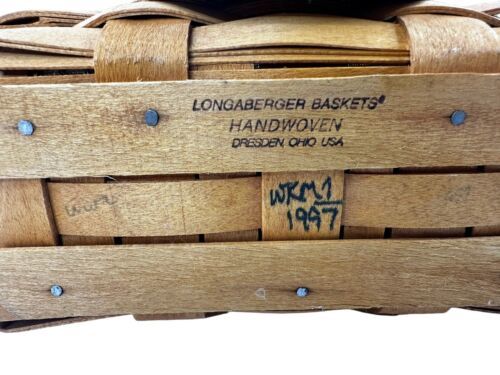 LONGABERGER BASKETS®
HANDWOVEN
DRESDEN, OHIO USA
WKM1
1997